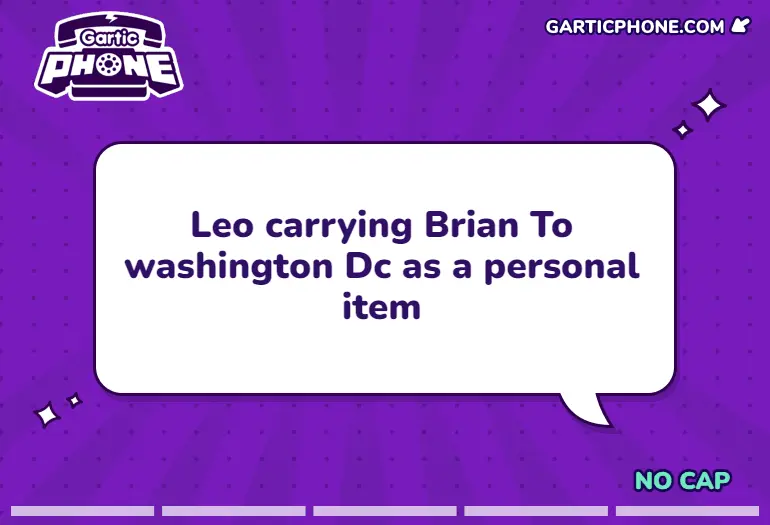 Gartic
PHONE
GARTICPHONE.COM
Leo carrying Brian To
washington Dc as a personal
item
NO CAP